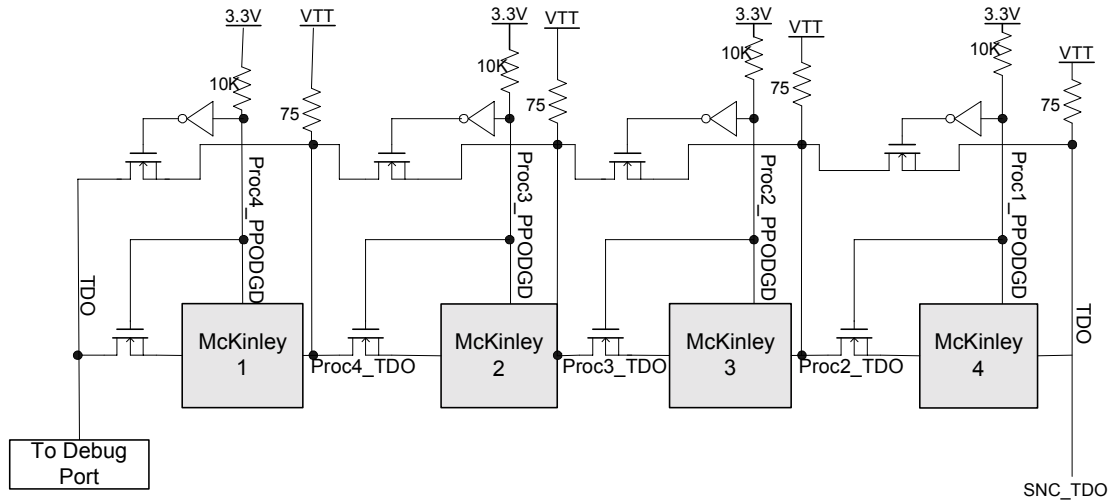 3.3V
VTT
3.3V
VTT
3.3V
VTT
3.3V
VTT
10K
75
10K
75
10K
75
10K
75
Proc4_PPODGD
Proc3_PPODGD
Proc2_PPODGD
Proc1_PPODGD
TDO
TDO
McKinley
1
McKinley
2
McKinley
3
McKinley
4
Proc4_TDO
Proc3_TDO
Proc2_TDO
To Debug
Port
SNC_TDO